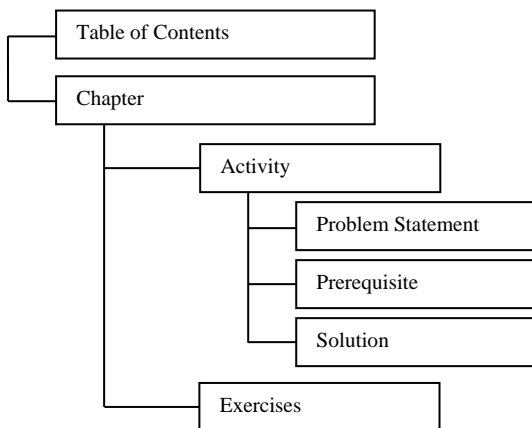 Table of Contents
Chapter
Activity
Problem Statement
Prerequisite
Solution
Exercises